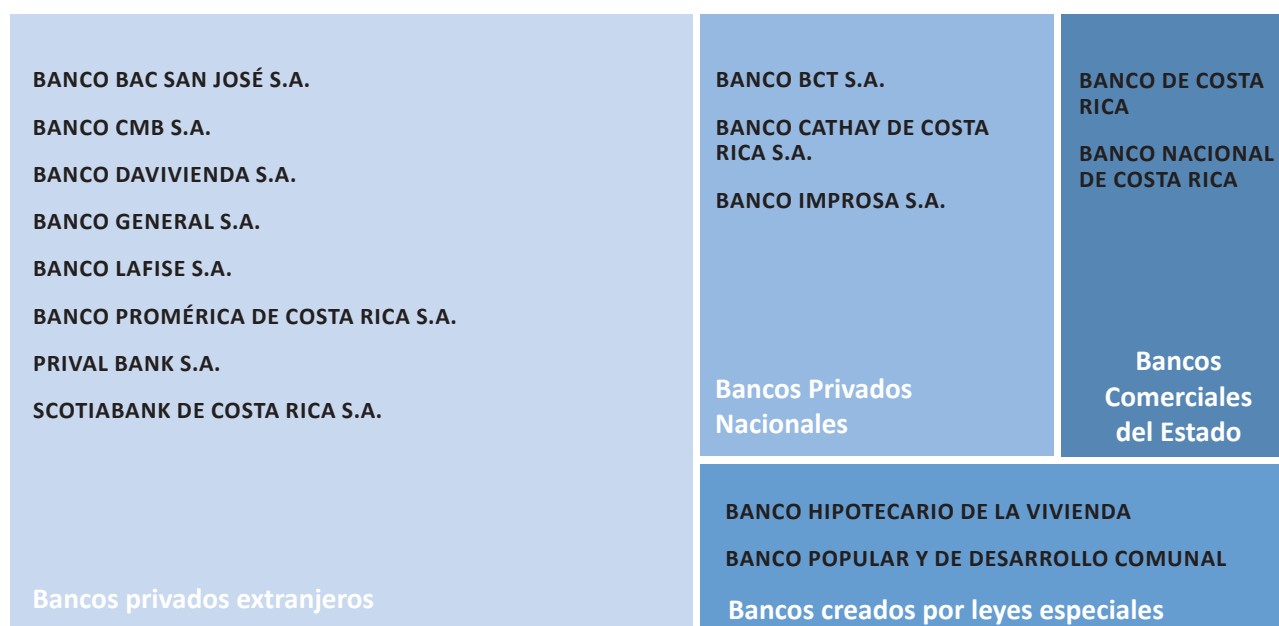 BANCO BAC SAN JOSÉ S.A.
BANCO CMB S.A.
BANCO DAVIVIENDA S.A.
BANCO GENERAL S.A.
BANCO LAFISE S.A.
BANCO PROMÉRICA DE COSTA RICA S.A.
PRIVAL BANK S.A.
SCOTIABANK DE COSTA RICA S.A.
Bancos privados extranjeros
BANCO BCT S.A.
BANCO CATHAY DE COSTA
RICA S.A.
BANCO IMPROSA S.A.
Bancos Privados
Nacionales
BANCO DE COSTA
RICA
BANCO NACIONAL
DE COSTA RICA
Bancos
Comerciales
del Estado
BANCO HIPOTECARIO DE LA VIVIENDA
BANCO POPULAR Y DE DESARROLLO COMUNAL
Bancos creados por leyes especiales